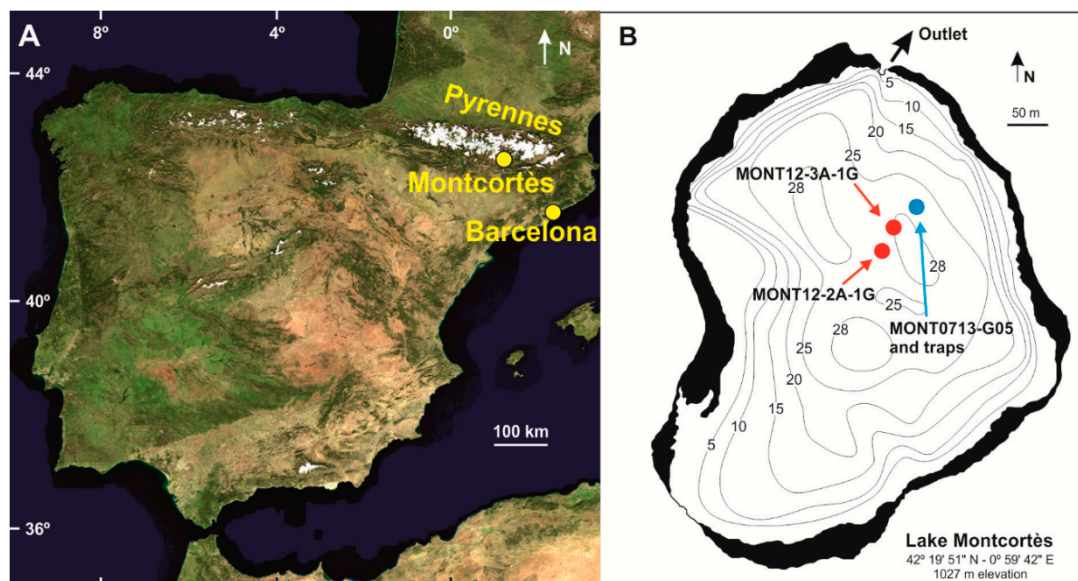 A
8º
4º
0º
N
44º
Pyrennes
Montcortès
Barcelona
40º
100 km
36º
B
Outlet
N
50 m
5
10
15
20
25
MONT12-3A-1G
28
28
MONT12-2A-1G
25
MONT0713-G05
and traps
28
25
20
15
10
5
Lake Montcortès
42º 19' 51" N - 0º 59' 42" E
1027 m elevation